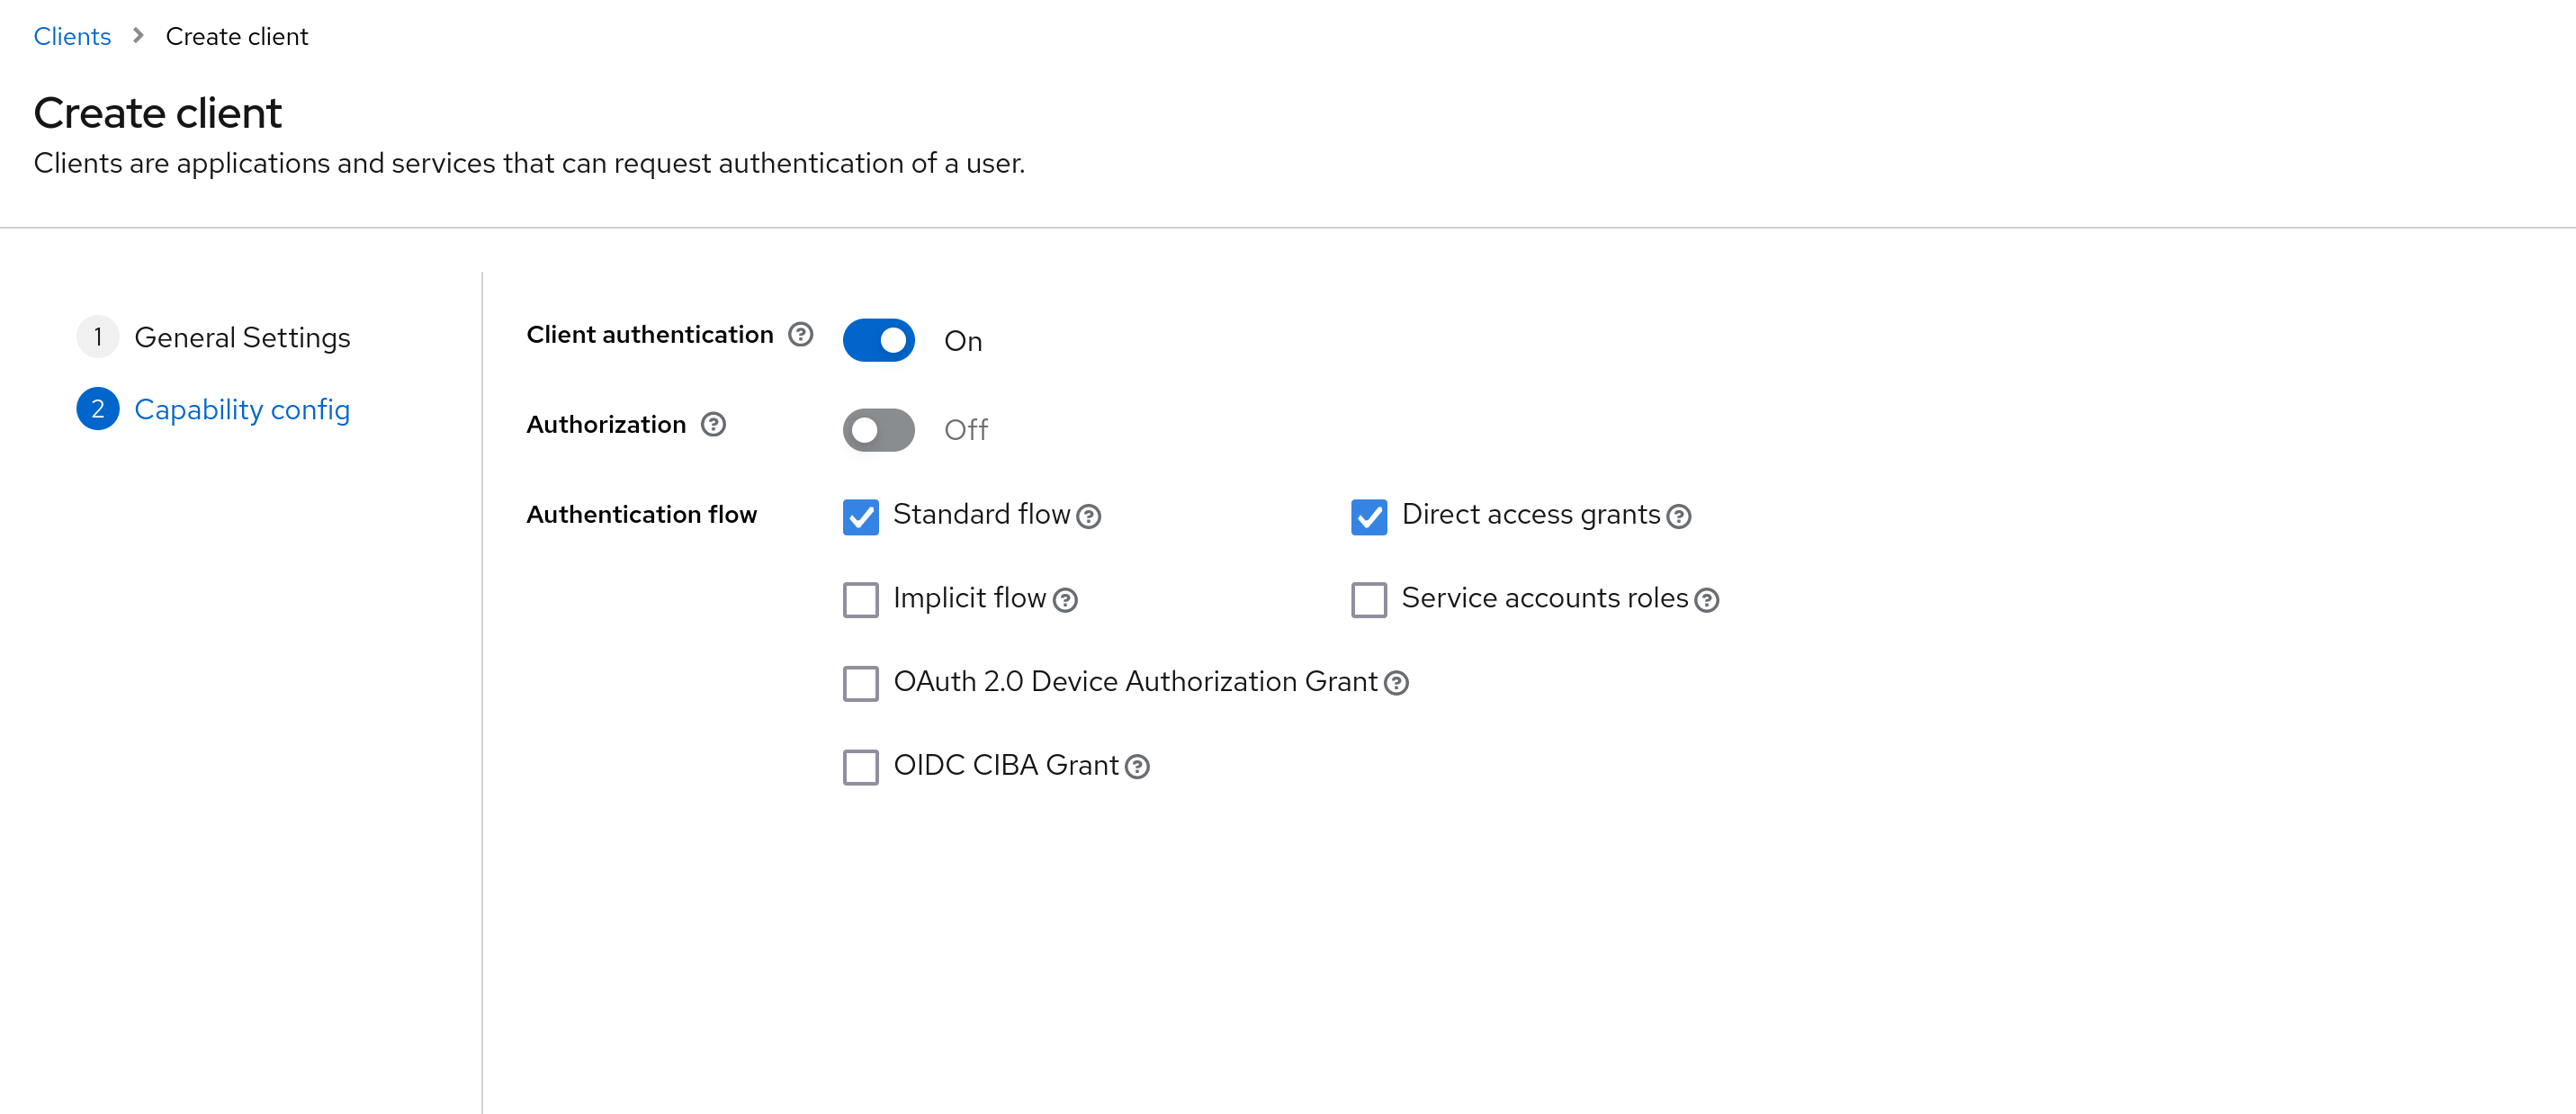 Clients > Create client
Create client
Clients are applications and services that can request authentication of a user.
1 General Settings
2 Capability config
Client authentication ? On
Authorization ? Off
Authentication flow Standard flow ? Direct access grants ?
Implicit flow ? Service accounts roles ?
OAuth 2.0 Device Authorization Grant ?
OIDC CIBA Grant ?